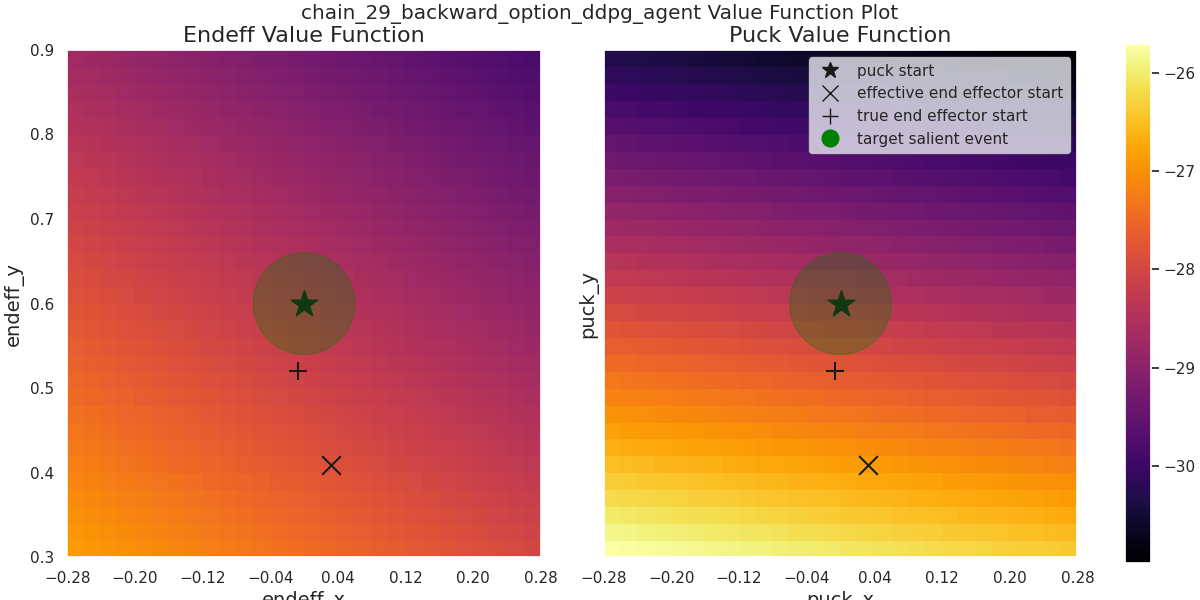 chain_29_backward_option_ddpg_agent Value Function Plot
Endeff Value Function
Puck Value Function
0.9
0.8
0.7
0.6
0.5
0.4
0.3
endeff_y
−0.28 −0.20 −0.12 −0.04 0.04 0.12 0.20 0.28
endeff_x
puck_y
puck start
effective end effector start
true end effector start
target salient event
−0.28 −0.20 −0.12 −0.04 0.04 0.12 0.20 0.28
puck_x
−26
−27
−28
−29
−30